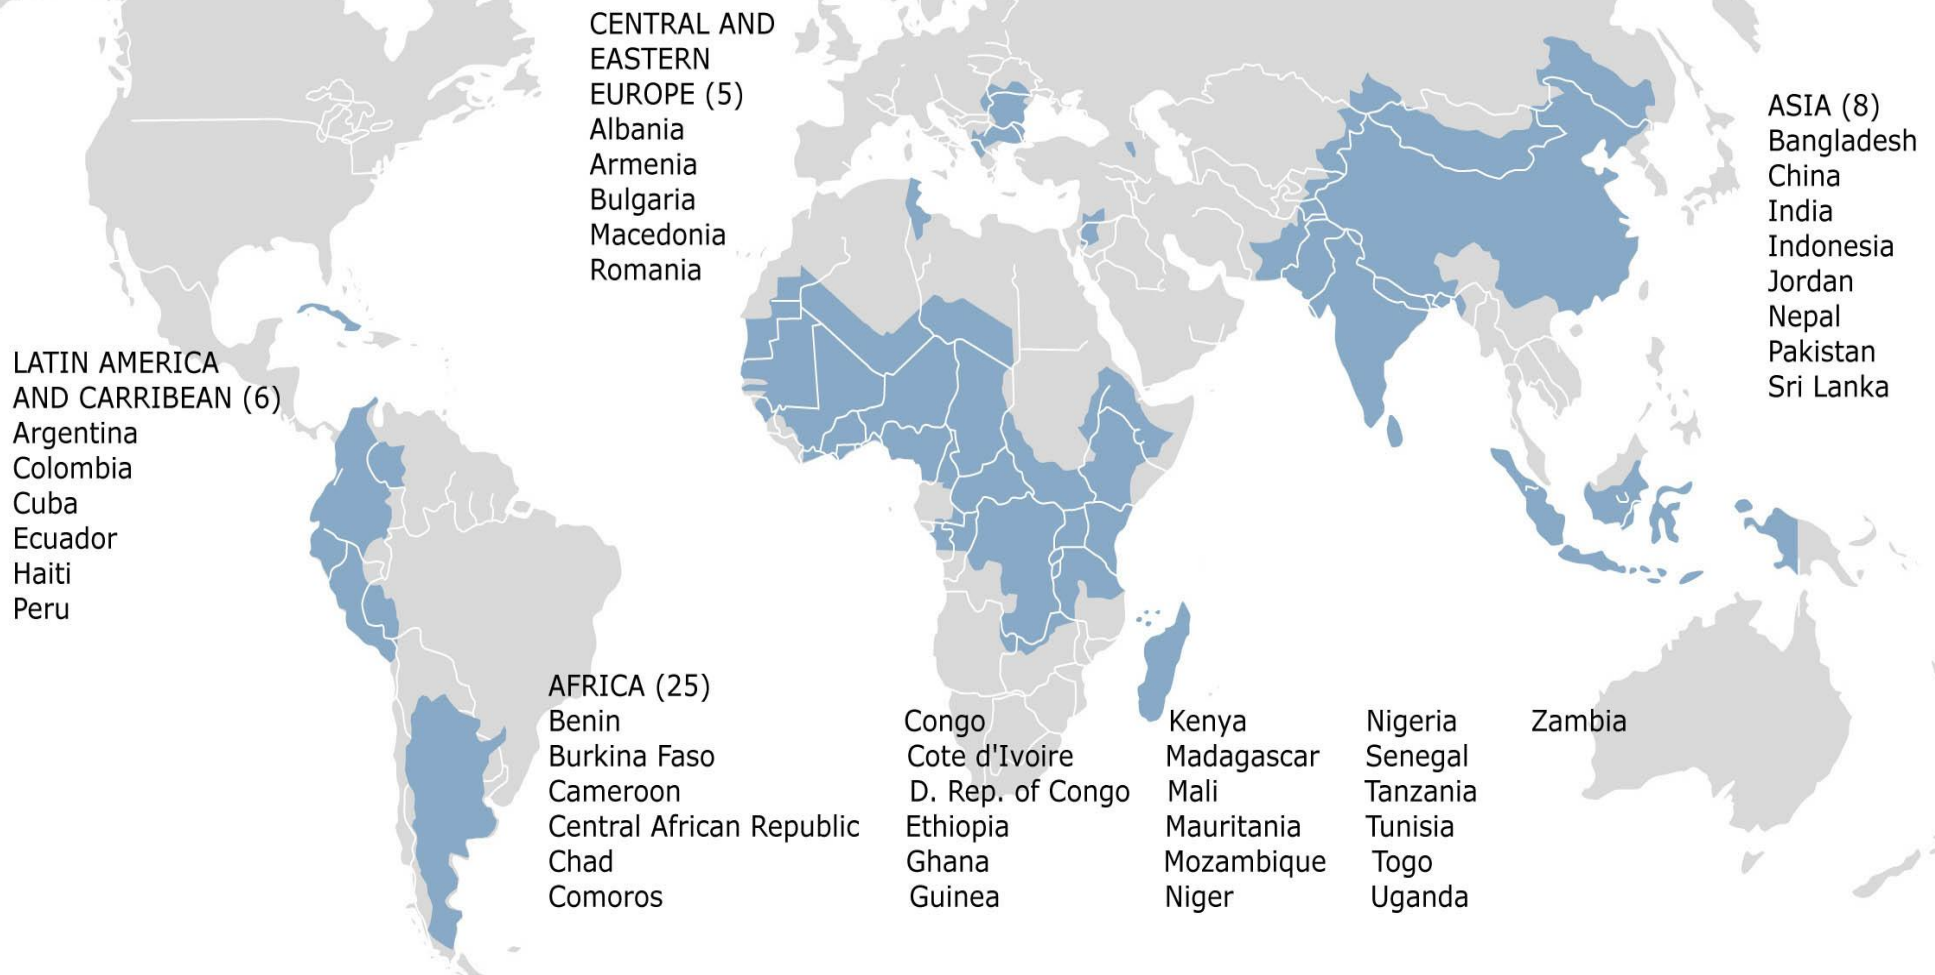 CENTRAL AND
EASTERN
EUROPE (5)
Albania
Armenia
Bulgaria
Macedonia
Romania
ASIA (8)
Bangladesh
China
India
Indonesia
Jordan
Nepal
Pakistan
Sri Lanka
LATIN AMERICA
AND CARRIBEAN (6)
Argentina
Colombia
Cuba
Ecuador
Haiti
Peru
AFRICA (25)
Benin
Burkina Faso
Cameroon
Central African Republic
Chad
Comoros
Congo
Cote d'Ivoire
D. Rep. of Congo
Ethiopia
Ghana
Guinea
Kenya
Madagascar
Mali
Mauritania
Mozambique
Niger
Nigeria
Senegal
Tanzania
Tunisia
Togo
Uganda
Zambia